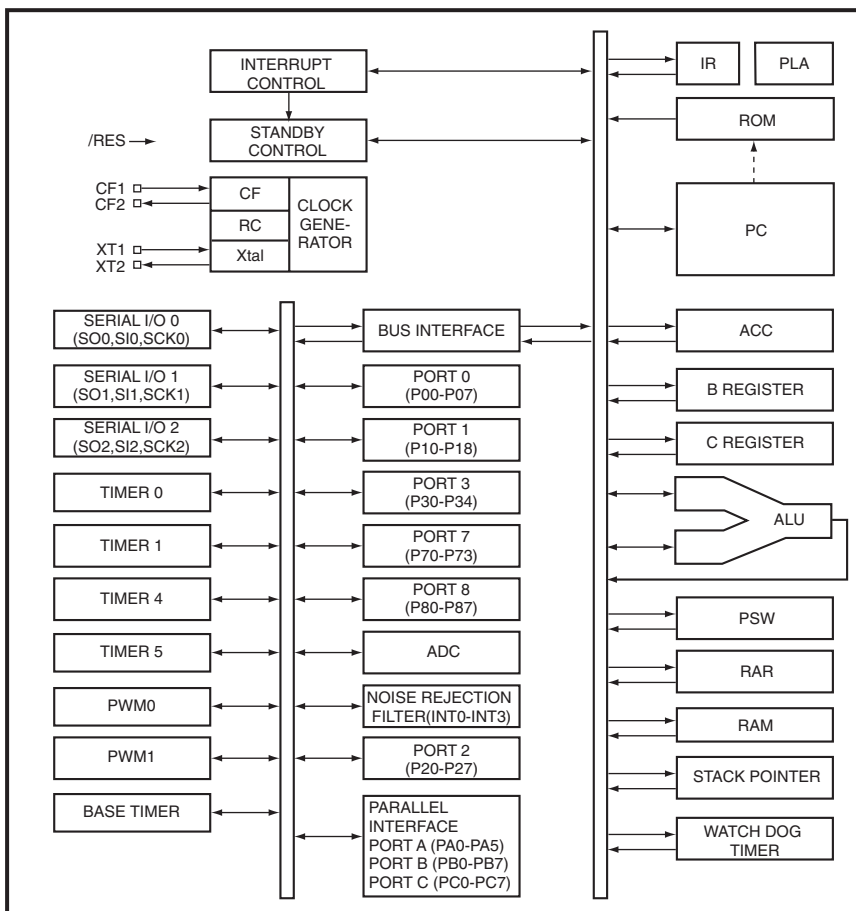 INTERRUPT
CONTROL
/RES
STANDBY
CONTROL
CF1
CF2
XT1
XT2
CF
RC
Xtal
CLOCK
GENE-
RATOR
SERIAL I/O 0
(SO0,SI0,SCK0)
SERIAL I/O 1
(SO1,SI1,SCK1)
SERIAL I/O 2
(SO2,SI2,SCK2)
TIMER 0
TIMER 1
TIMER 4
TIMER 5
PWM0
PWM1
BASE TIMER
BUS INTERFACE
PORT 0
(P00-P07)
PORT 1
(P10-P18)
PORT 3
(P30-P34)
PORT 7
(P70-P73)
PORT 8
(P80-P87)
ADC
NOISE REJECTION
FILTER(INT0-INT3)
PORT 2
(P20-P27)
PARALLEL
INTERFACE
PORT A (PA0-PA5)
PORT B (PB0-PB7)
PORT C (PC0-PC7)
IR
PLA
ROM
PC
ACC
B REGISTER
C REGISTER
ALU
PSW
RAR
RAM
STACK POINTER
WATCH DOG
TIMER